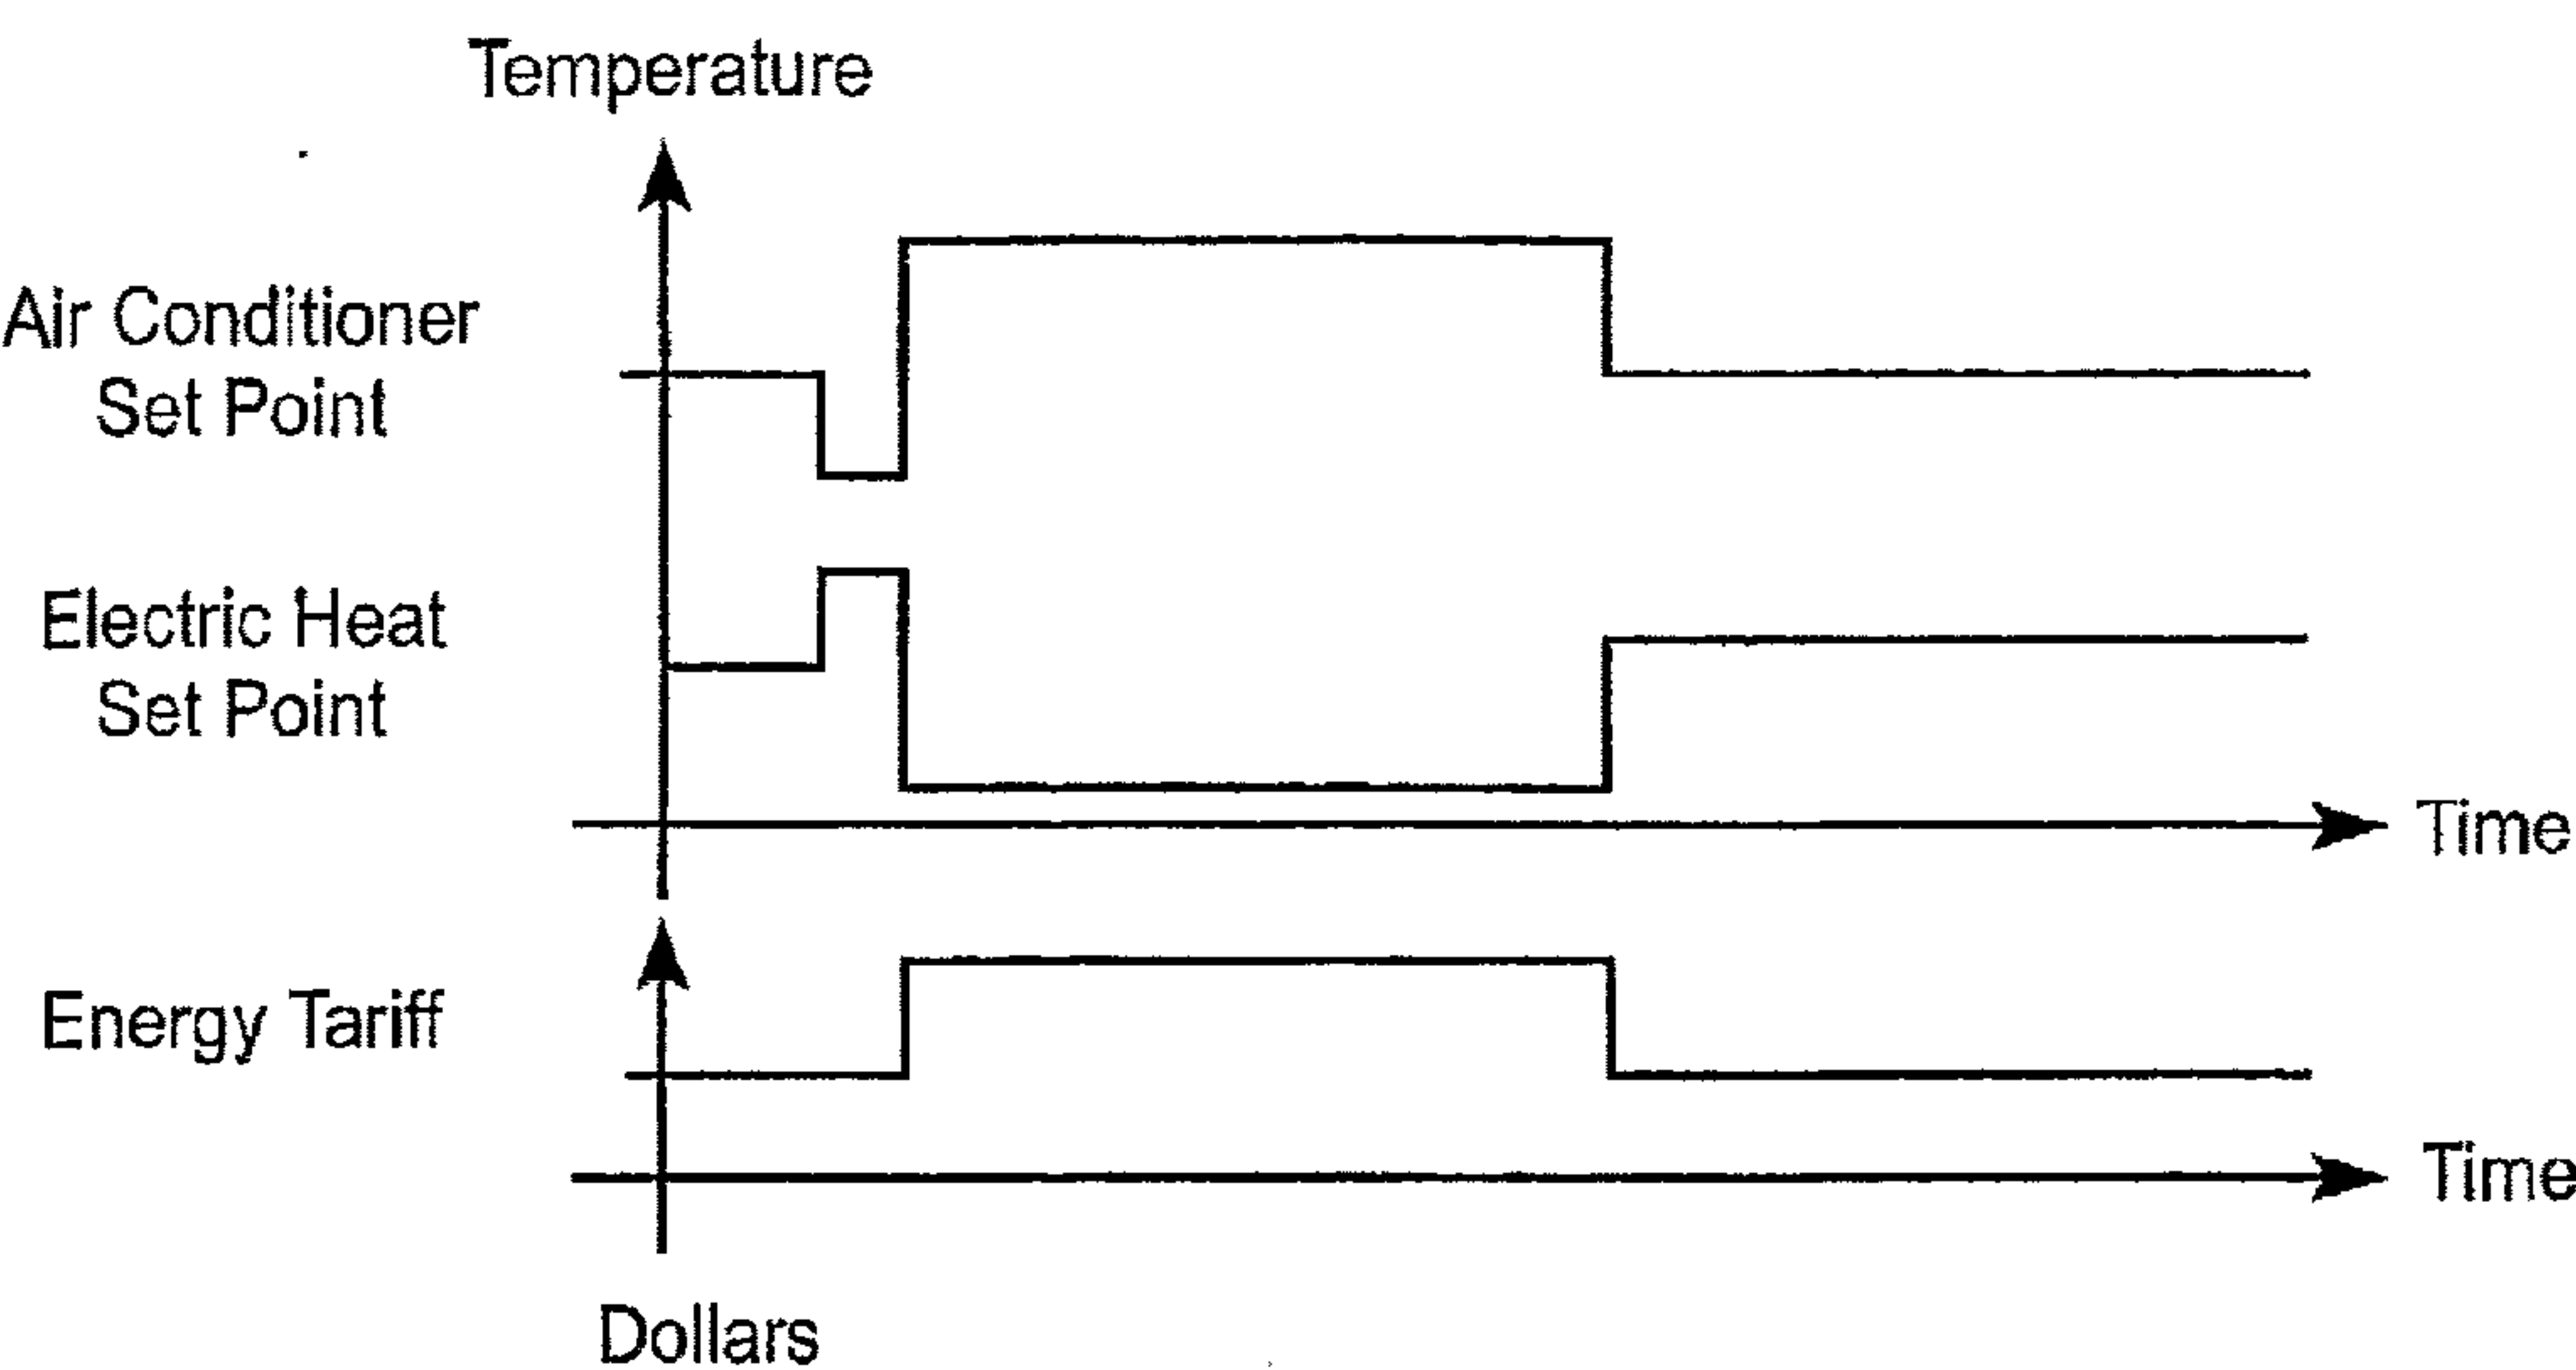 Temperature
Air Conditioner
Set Point
Electric Heat
Set Point
Time
Energy Tariff
Time
Dollars